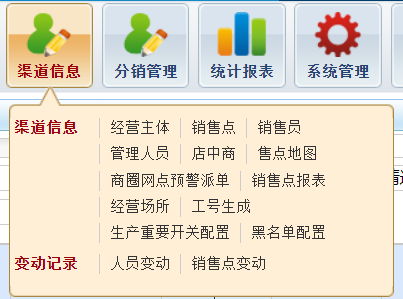 渠道信息 分销管理 统计报表 系统管理
渠道信息 经营主体 销售点 销售员
管理人员 店中商 售点地图
商圈网点预警派单 销售点报表
经营场所 工号生成
生产重要开关配置 黑名单配置
变动记录 人员变动 销售点变动